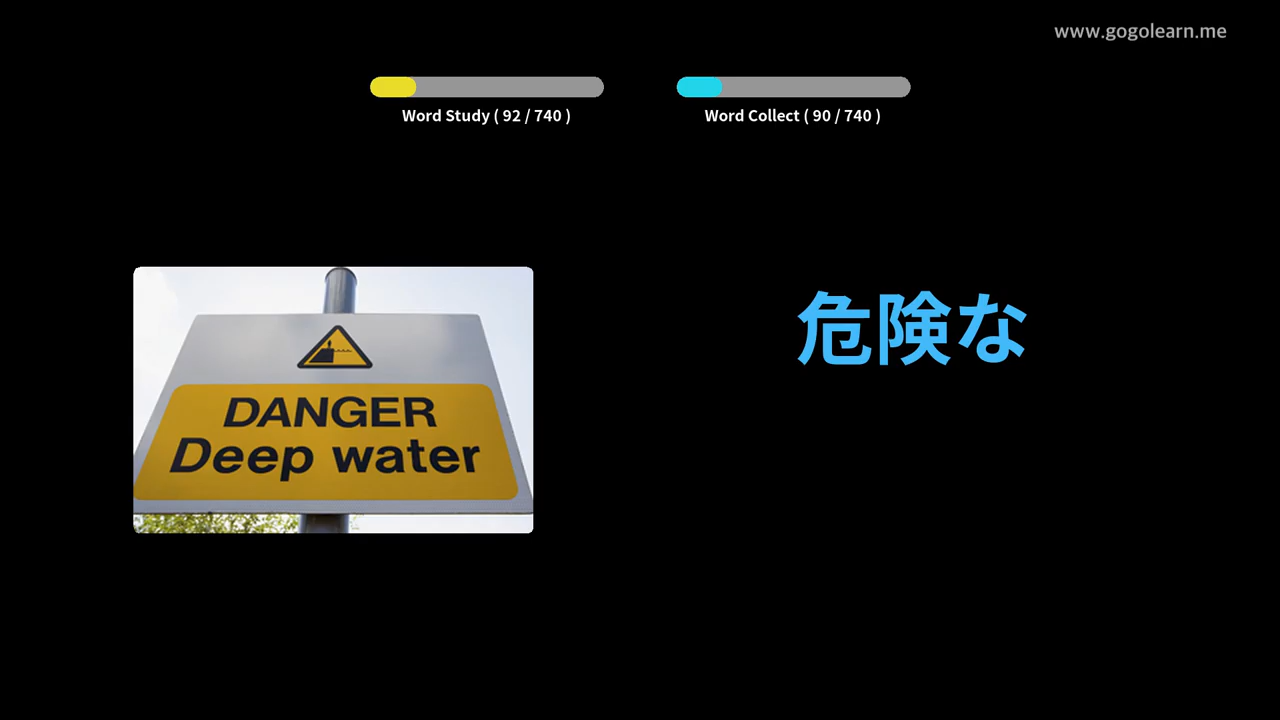 www.gogolearn.me
Word Study ( 92 / 740 )
Word Collect ( 90 / 740 )
DANGER
Deep water
危険な